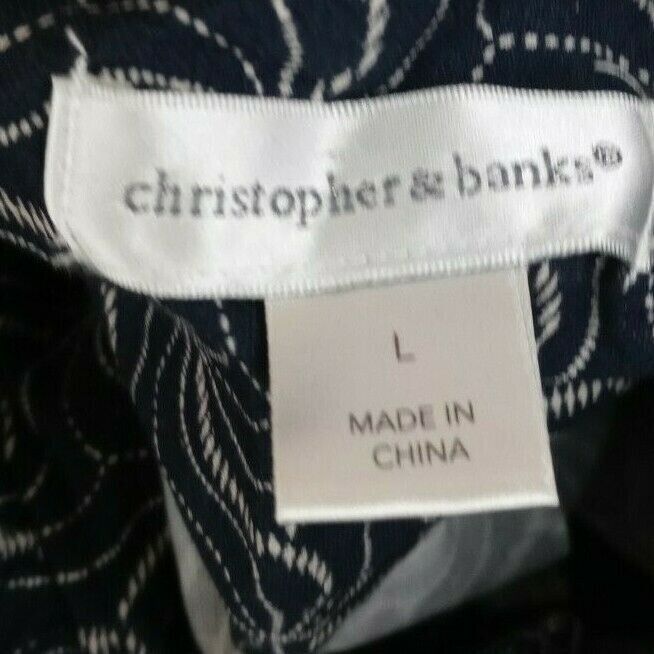 christopher & banks®
L
MADE IN
CHINA